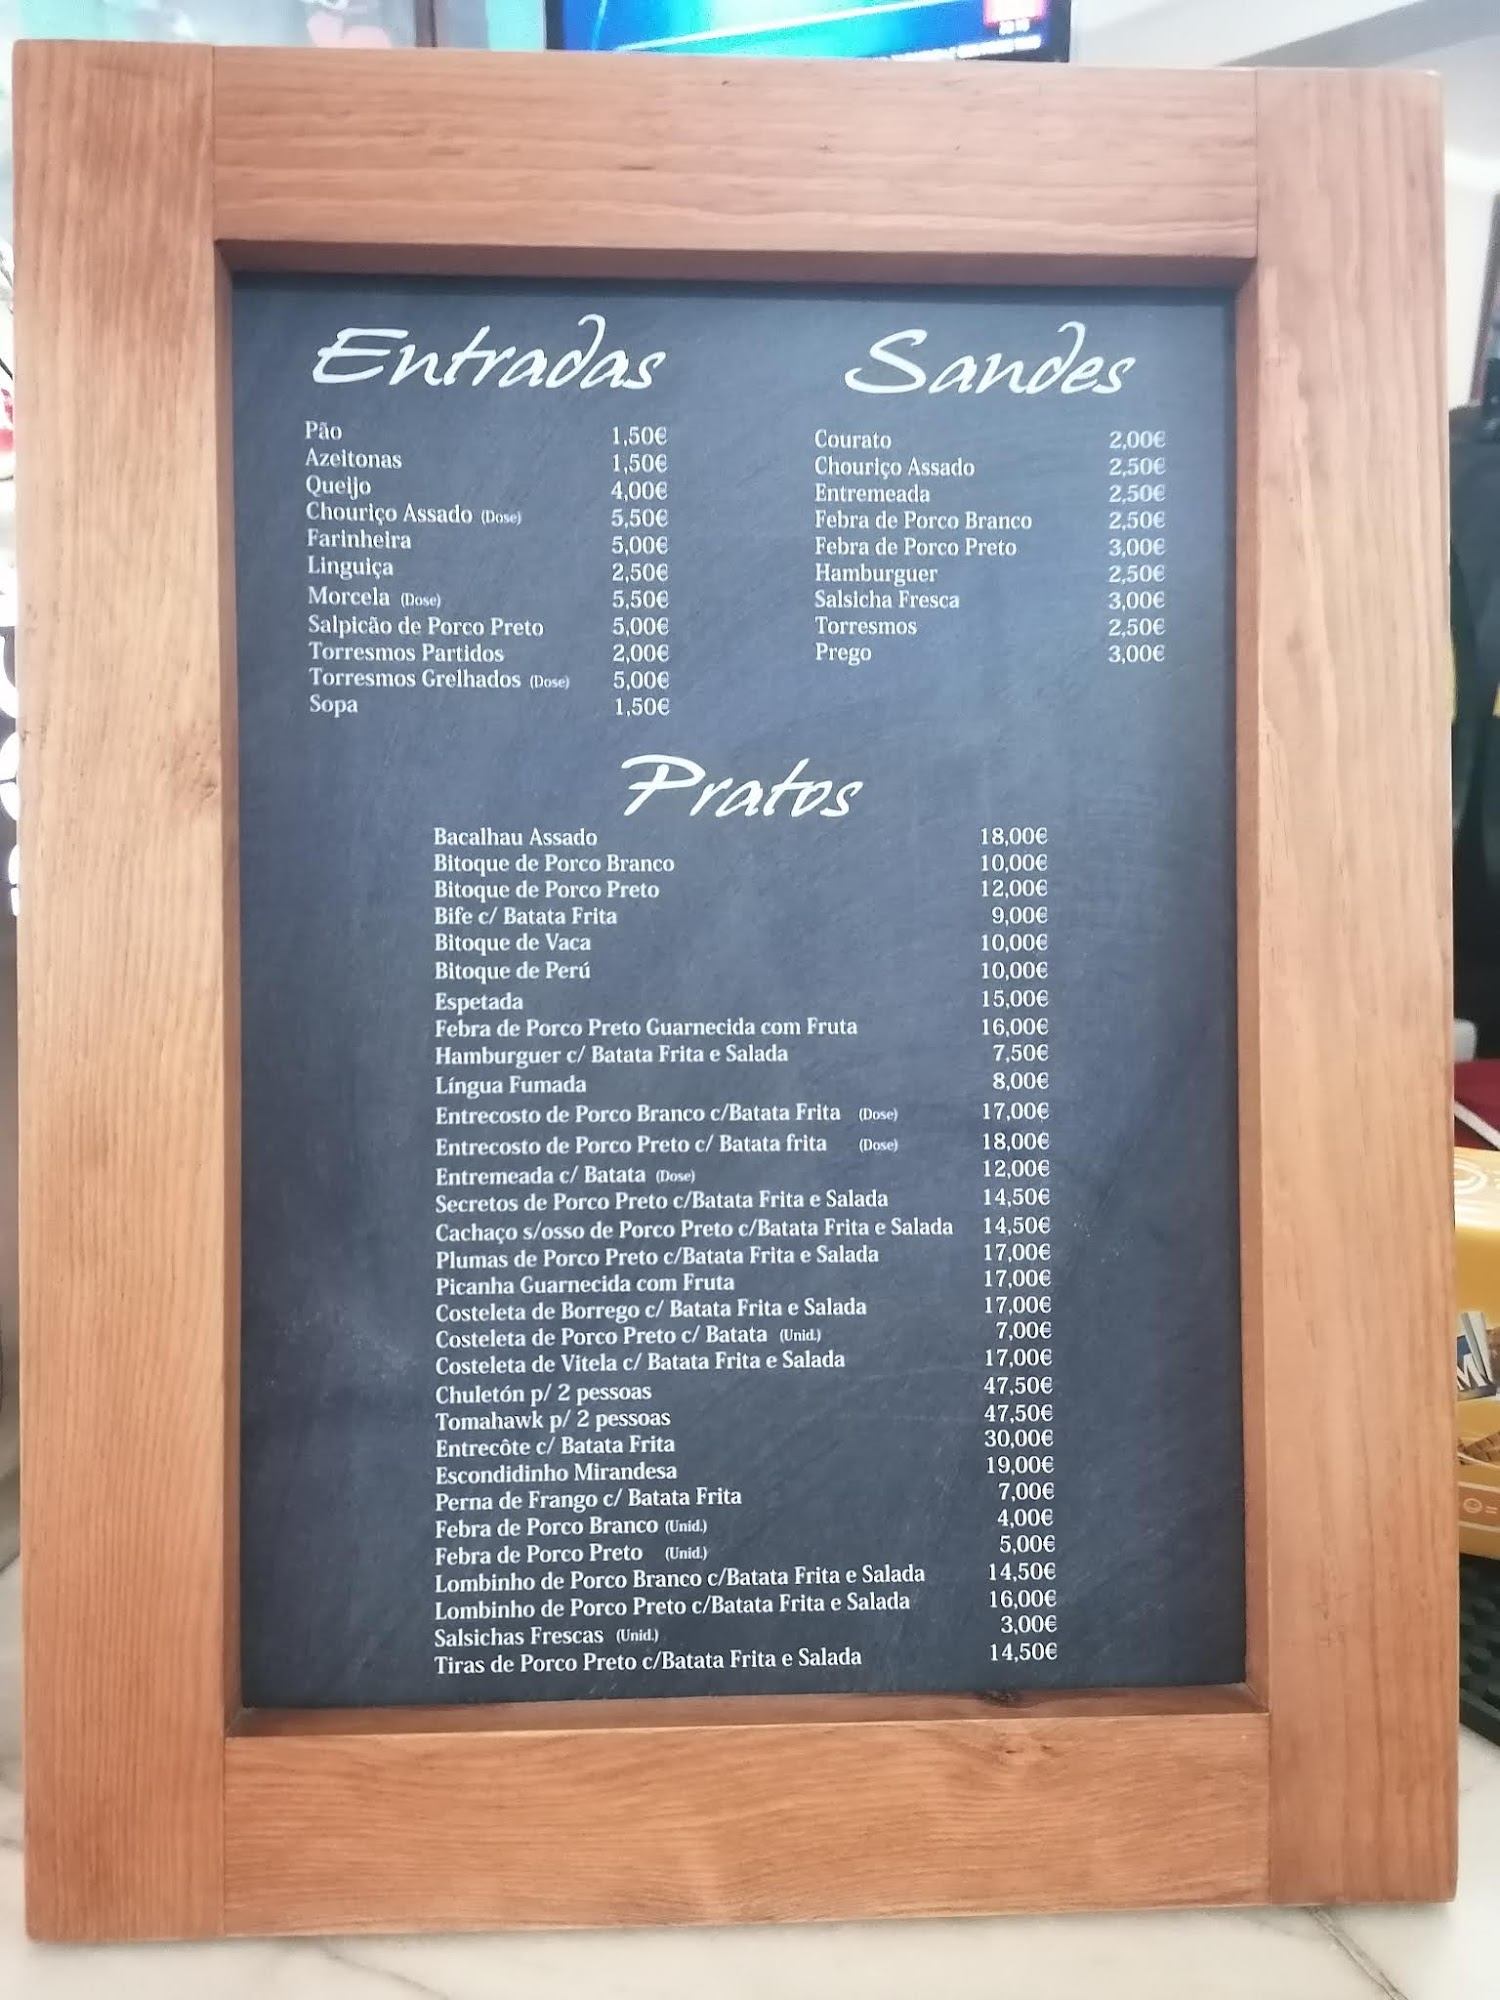 Entradas
Pão 1,50€
Azeitonas 1,50€
Queijo 4,00€
Chouriço Assado (Dose) 5,50€
Farinheira 5,00€
Linguiça 2,50€
Morcela (Dose) 5,50€
Salpicão de Porco Preto 5,00€
Torresmos Partidos 2,00€
Torresmos Grelhados (Dose) 5,00€
Sopa 1,50€
Sandes
Courato 2,00€
Chouriço Assado 2,50€
Entremeada 2,50€
Febra de Porco Branco 2,50€
Febra de Porco Preto 3,00€
Hamburguer 2,50€
Salsicha Fresca 3,00€
Torresmos 2,50€
Prego 3,00€
Pratos
Bacalhau Assado 18,00€
Bitoque de Porco Branco 10,00€
Bitoque de Porco Preto 12,00€
Bife c/ Batata Frita 9,00€
Bitoque de Vaca 10,00€
Bitoque de Perú 10,00€
Espetada 15,00€
Febra de Porco Preto Guarnecida com Fruta 16,00€
Hamburguer c/ Batata Frita e Salada 7,50€
Língua Fumada 8,00€
Entrecosto de Porco Branco c/Batata Frita (Dose) 17,00€
Entrecosto de Porco Preto c/ Batata frita (Dose) 18,00€
Entremeada c/ Batata (Dose) 12,00€
Secretos de Porco Preto c/Batata Frita e Salada 14,50€
Cachaço s/osso de Porco Preto c/Batata Frita e Salada 14,50€
Plumas de Porco Preto c/Batata Frita e Salada 17,00€
Picanha Guarnecida com Fruta 17,00€
Costeleta de Borrego c/ Batata Frita e Salada 17,00€
Costeleta de Porco Preto c/ Batata (Unid.) 7,00€
Costeleta de Vitela c/ Batata Frita e Salada 17,00€
Chuletón p/ 2 pessoas 47,50€
Tomahawk p/ 2 pessoas 47,50€
Entrecôte c/ Batata Frita 30,00€
Escondidinho Mirandesa 19,00€
Perna de Frango c/ Batata Frita 7,00€
Febra de Porco Branco (Unid.) 4,00€
Febra de Porco Preto (Unid.) 5,00€
Lombinho de Porco Branco c/Batata Frita e Salada 14,50€
Lombinho de Porco Preto c/Batata Frita e Salada 16,00€
Salsichas Frescas (Unid.) 3,00€
Tiras de Porco Preto c/Batata Frita e Salada 14,50€